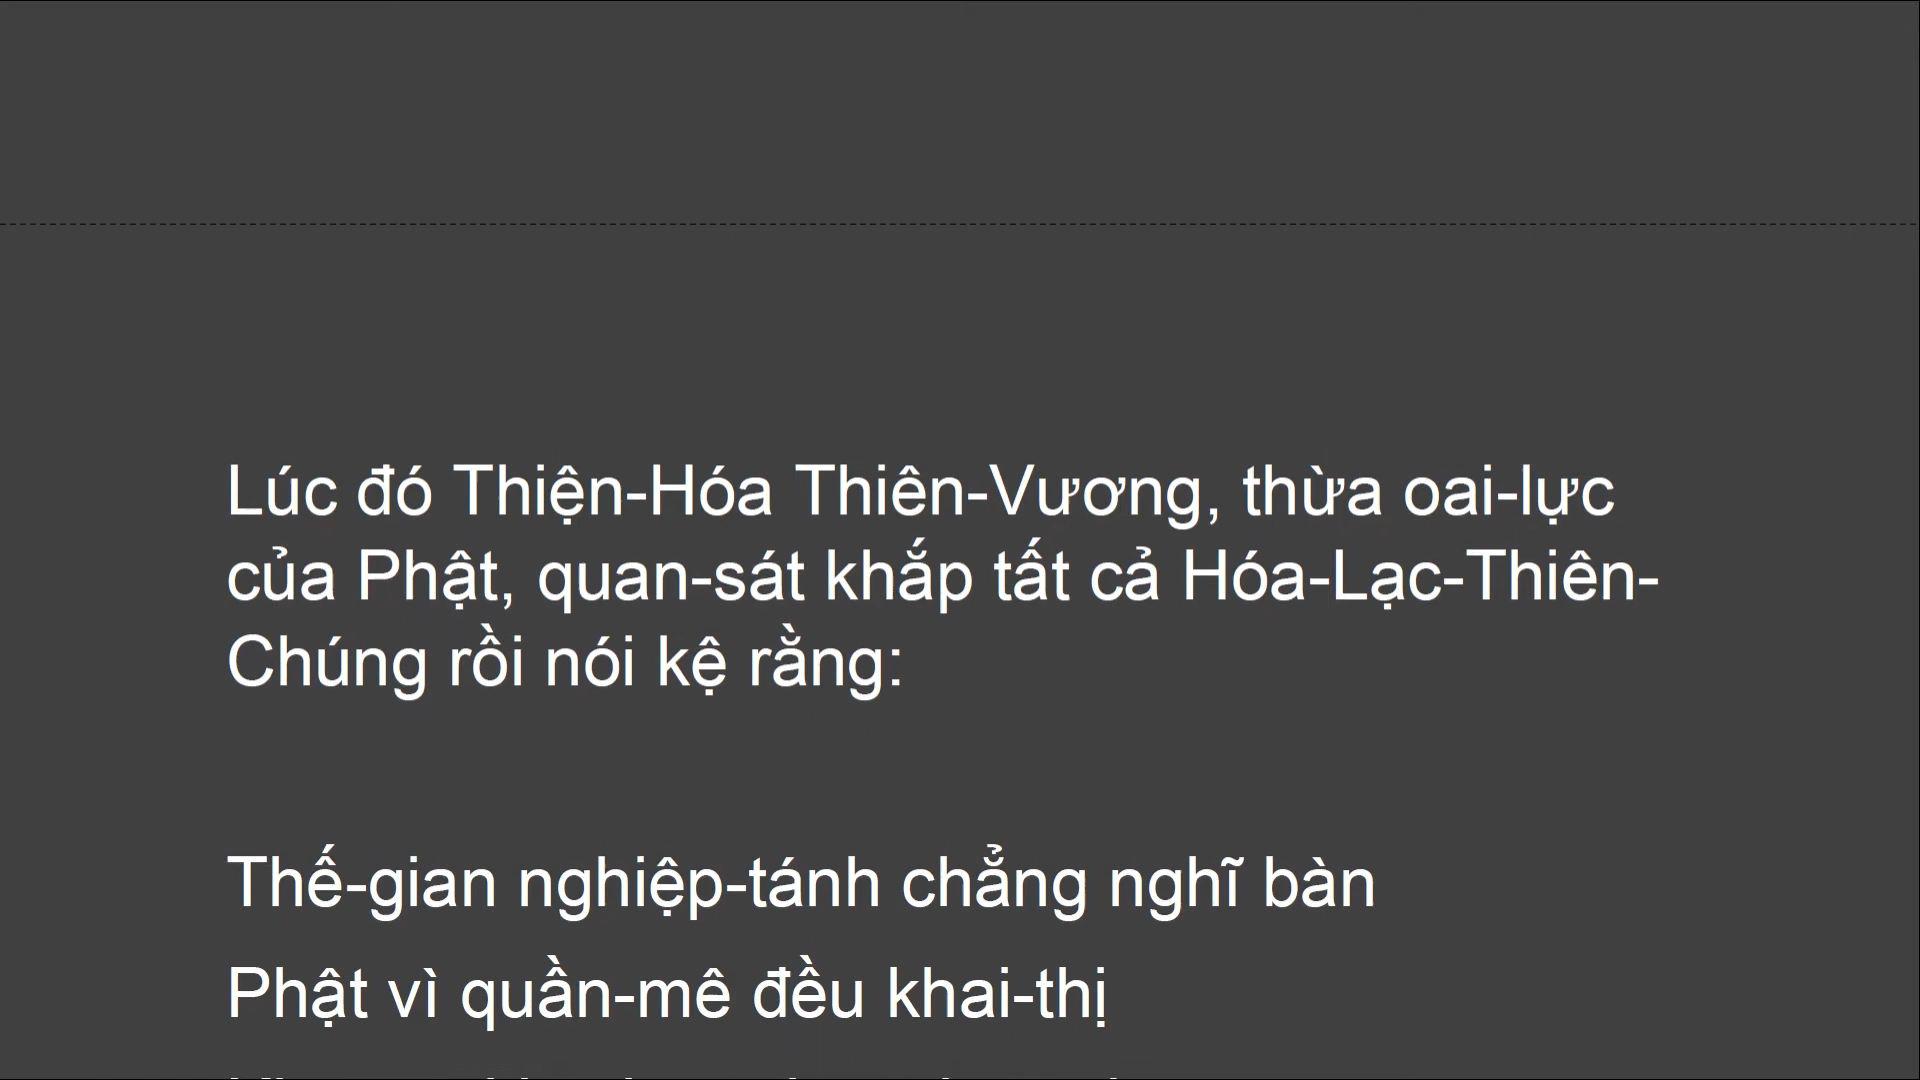 Lúc đó Thiện-Hóa Thiên-Vương, thừa oai-lực
của Phật, quan-sát khắp tất cả Hóa-Lạc-Thiên-
Chúng rồi nói kệ rằng:
Thế-gian nghiệp-tánh chẳng nghĩ bàn
Phật vì quần-mê đều khai-thị